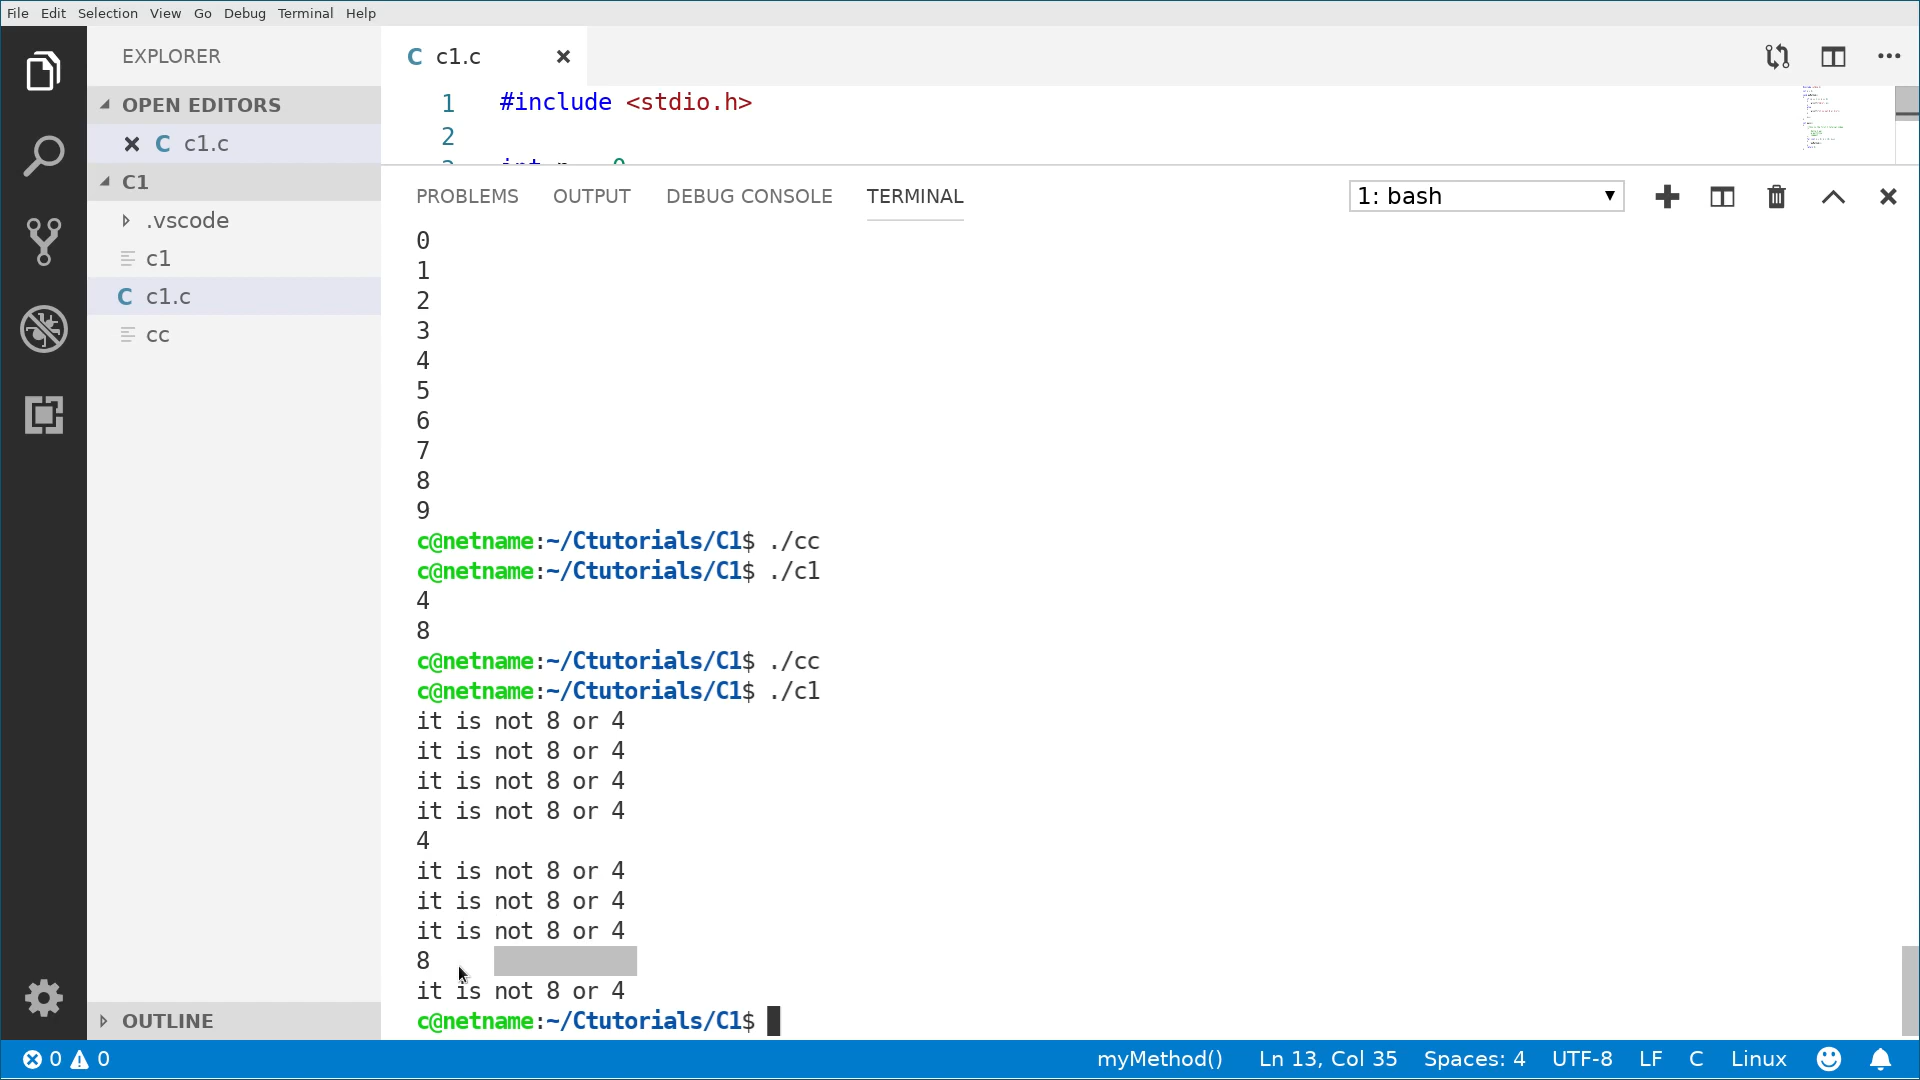 File Edit Selection View Go Debug Terminal Help
EXPLORER
OPEN EDITORS
C c1.c
C1
.vscode
c1
C c1.c
cc
OUTLINE
C c1.c
1 #include <stdio.h>
2
PROBLEMS OUTPUT DEBUG CONSOLE TERMINAL 1: bash
0
1
2
3
4
5
6
7
8
9
c@netname:~/Ctutorials/C1$ ./cc
c@netname:~/Ctutorials/C1$ ./c1
4
8
c@netname:~/Ctutorials/C1$ ./cc
c@netname:~/Ctutorials/C1$ ./c1
it is not 8 or 4
it is not 8 or 4
it is not 8 or 4
it is not 8 or 4
4
it is not 8 or 4
it is not 8 or 4
it is not 8 or 4
8
it is not 8 or 4
c@netname:~/Ctutorials/C1$
0 0 myMethod() Ln 13, Col 35 Spaces: 4 UTF-8 LF C Linux